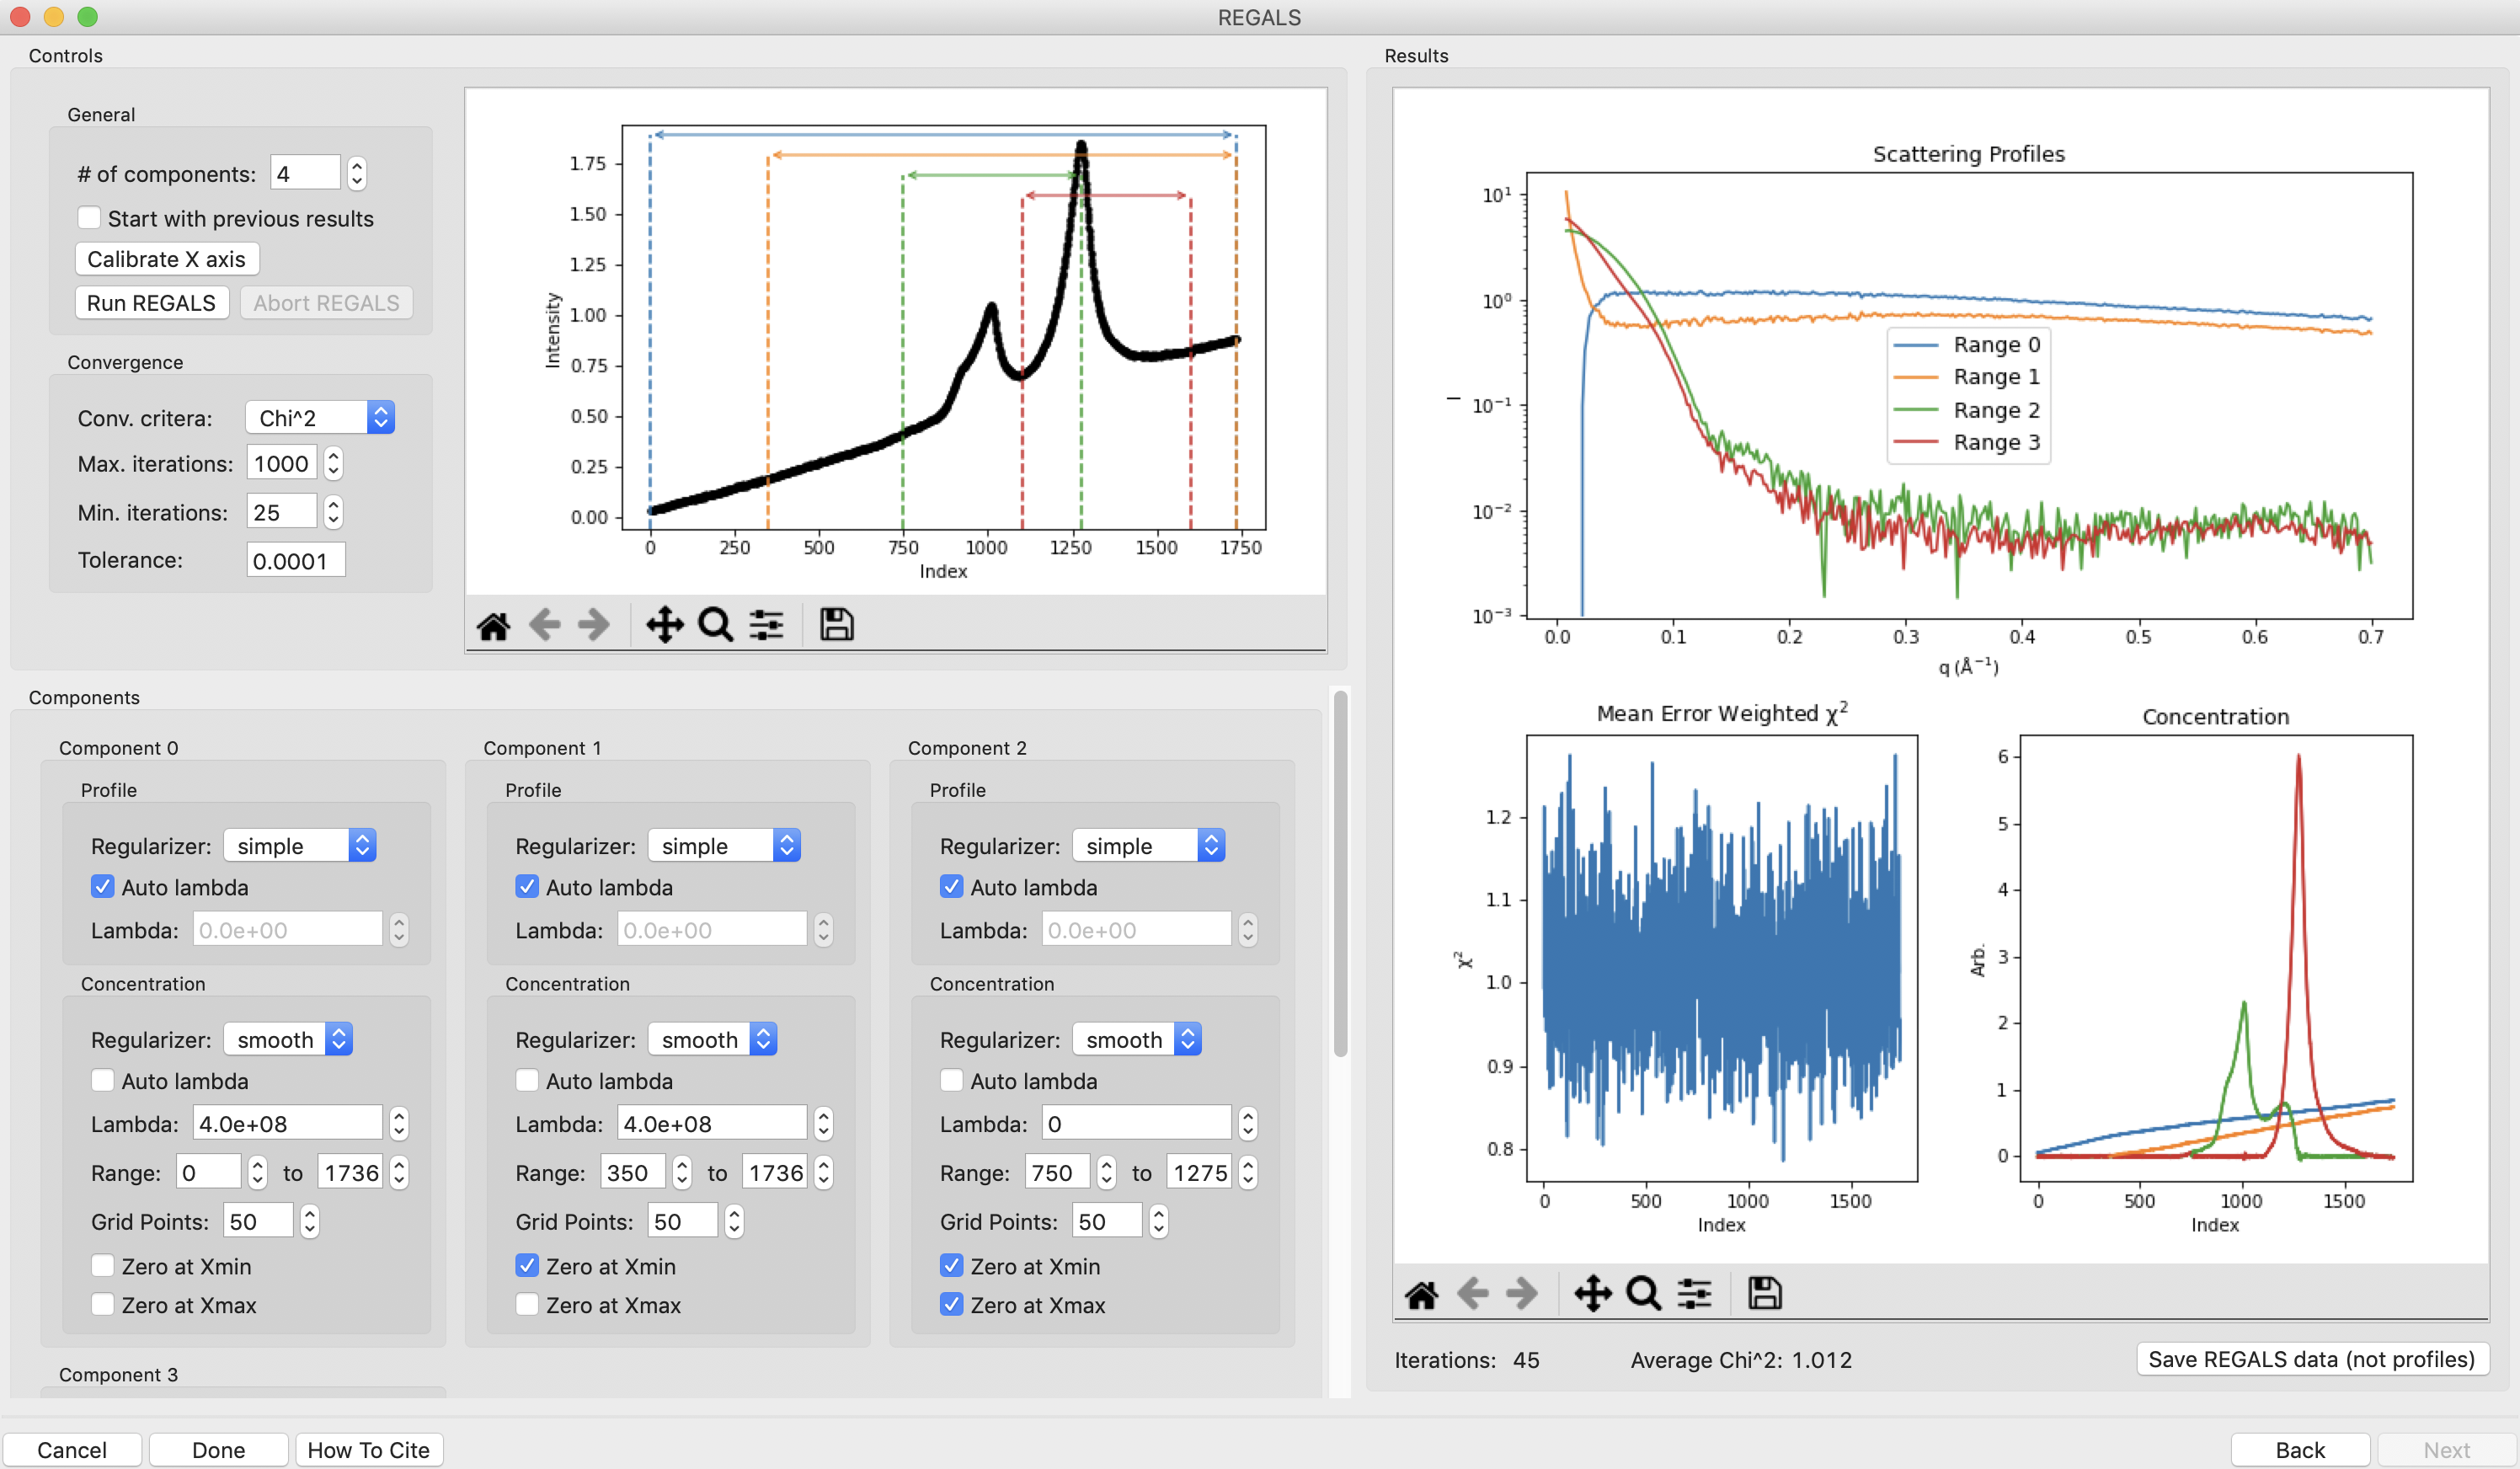 REGALS
Controls
General
# of components: 4
Start with previous results
Calibrate X axis
Run REGALS Abort REGALS
Convergence
Conv. critera: Chi^2
Max. iterations: 1000
Min. iterations: 25
Tolerance: 0.0001
1.75
1.50
1.25
1.00
0.75
0.50
0.25
0.00
Intensity
0 250 500 750 1000 1250 1500 1750
Index
Components
Component 0
Profile
Regularizer: simple
Auto lambda
Lambda: 0.0e+00
Concentration
Regularizer: smooth
Auto lambda
Lambda: 4.0e+08
Range: 0 to 1736
Grid Points: 50
Zero at Xmin
Zero at Xmax
Component 1
Profile
Regularizer: simple
Auto lambda
Lambda: 0.0e+00
Concentration
Regularizer: smooth
Auto lambda
Lambda: 4.0e+08
Range: 350 to 1736
Grid Points: 50
Zero at Xmin
Zero at Xmax
Component 2
Profile
Regularizer: simple
Auto lambda
Lambda: 0.0e+00
Concentration
Regularizer: smooth
Auto lambda
Lambda: 0
Range: 750 to 1275
Grid Points: 50
Zero at Xmin
Zero at Xmax
Component 3
Results
Scattering Profiles
10¹
10⁰
10⁻¹
10⁻²
10⁻³
I
Range 0
Range 1
Range 2
Range 3
0.0 0.1 0.2 0.3 0.4 0.5 0.6 0.7
q (Å⁻¹)
Mean Error Weighted χ²
1.2
1.1
1.0
0.9
0.8
χ²
0 500 1000 1500
Index
Concentration
6
5
4
3
2
1
0
Arb.
0 500 1000 1500
Index
Iterations: 45 Average Chi^2: 1.012 Save REGALS data (not profiles)
Cancel Done How To Cite Back Next